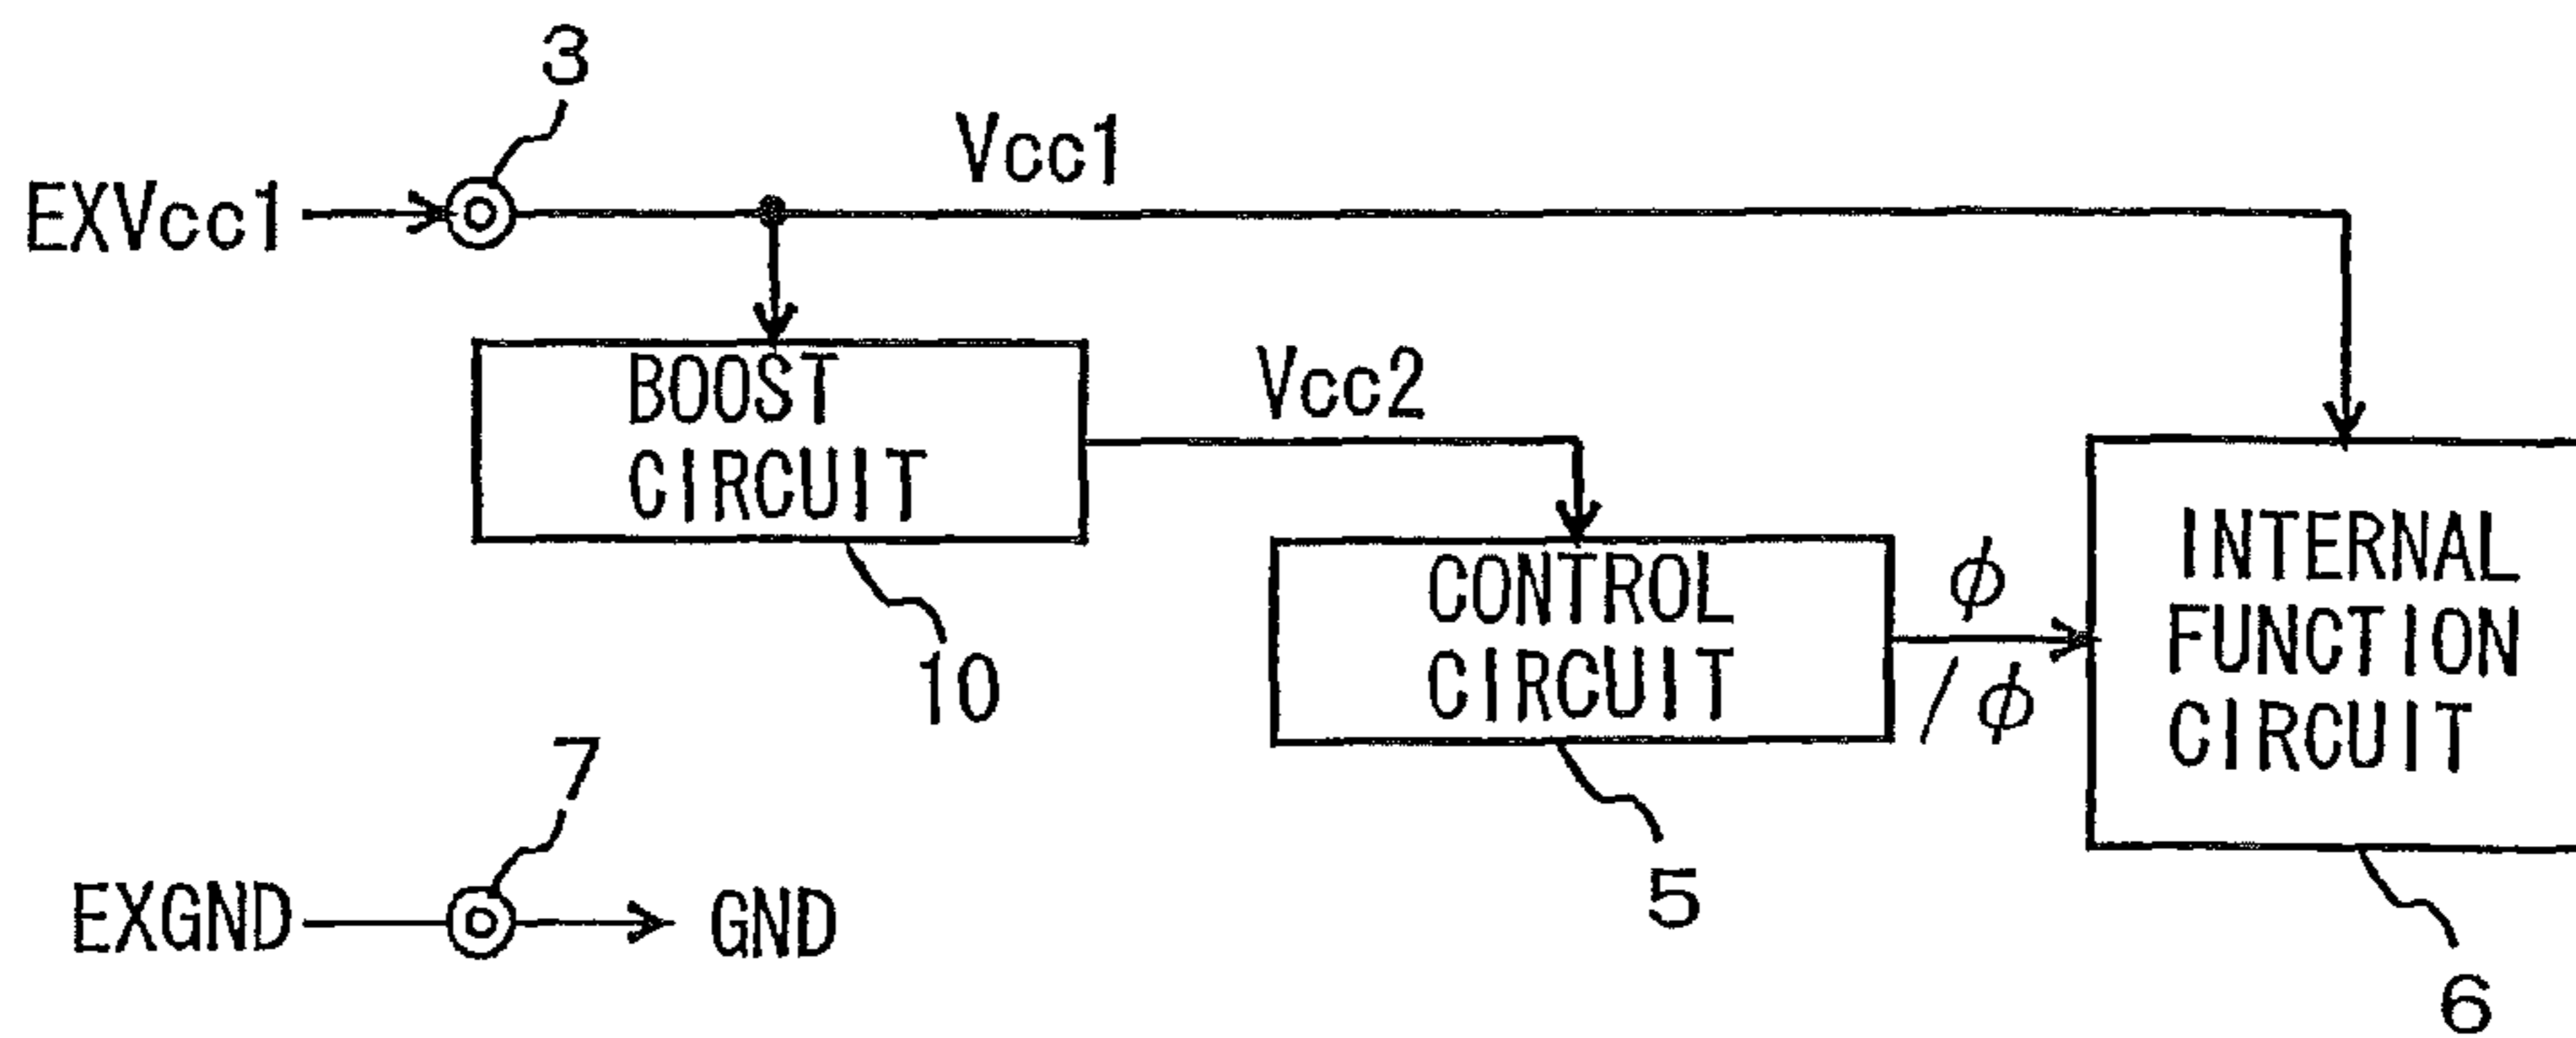 3
Vcc1
EXVcc1
BOOST
CIRCUIT
Vcc2
10
CONTROL
CIRCUIT
ϕ
/ϕ
INTERNAL
FUNCTION
CIRCUIT
5
6
7
EXGND
GND